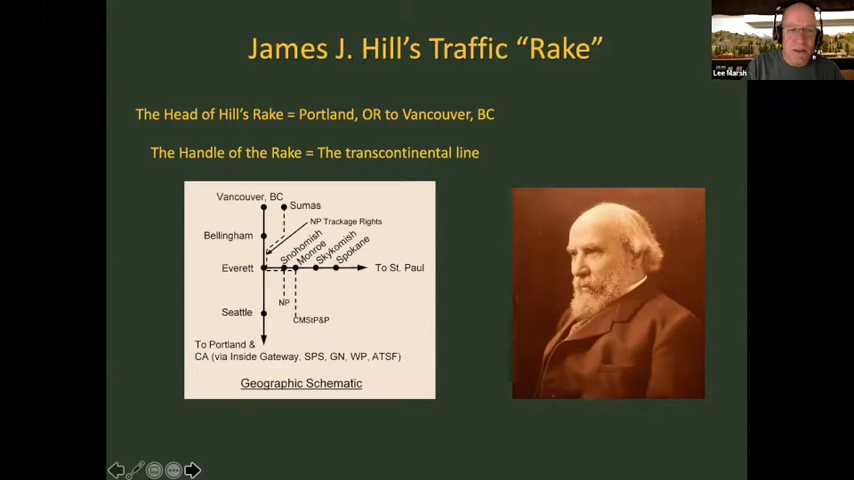 James J. Hill's Traffic “Rake”
Lee Marsh
The Head of Hill's Rake = Portland, OR to Vancouver, BC
The Handle of the Rake = The transcontinental line
Vancouver, BC
Sumas
NP Trackage Rights
Bellingham
Snohomish
Monroe
Skykomish
Spokane
Everett
To St. Paul
NP
Seattle
CMStP&P
To Portland &
CA (via Inside Gateway, SPS, GN, WP, ATSF)
Geographic Schematic